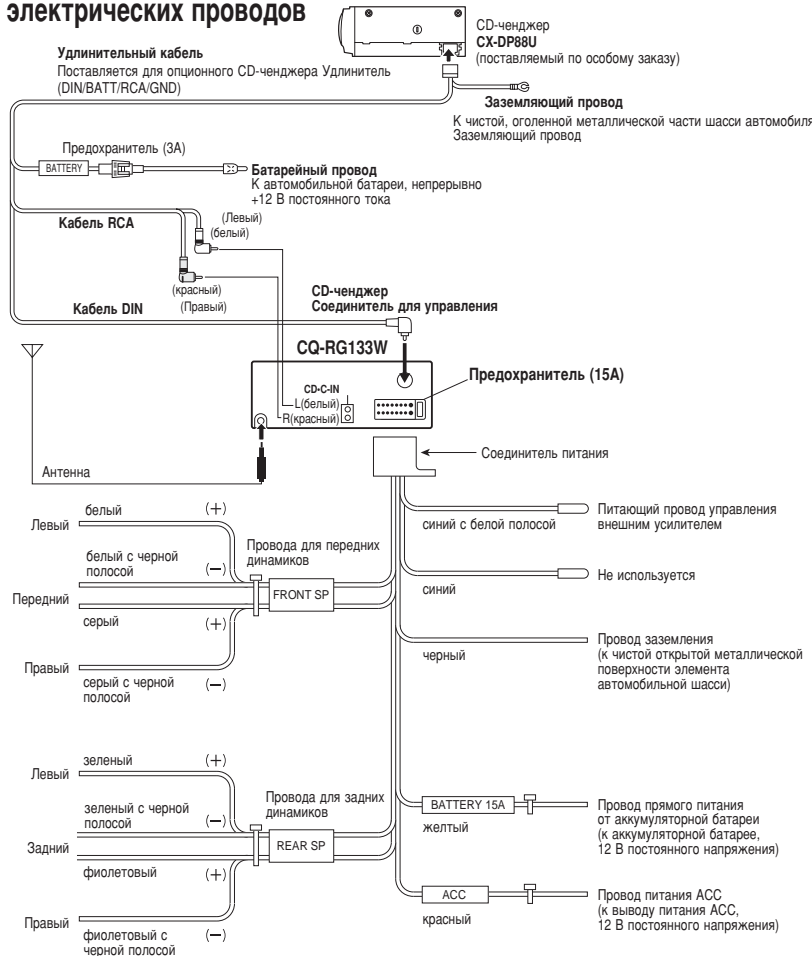 электрических проводов
CD-ченджер
CX-DP88U
(поставляемый по особому заказу)
Удлинительный кабель
Поставляется для опционного CD-ченджера Удлинитель
(DIN/BATT/RCA/GND)
Заземляющий провод
К чистой, оголенной металлической части шасси автомобиля
Заземляющий провод
Предохранитель (3А)
BATTERY
Батарейный провод
К автомобильной батареи, непрерывно
+12 В постоянного тока
Кабель RCA
(Левый)
(белый)
(красный)
(Правый)
Кабель DIN
CD-ченджер
Соединитель для управления
CQ-RG133W
Предохранитель (15А)
CD•C-IN
L(белый)
R(красный)
Антенна
Соединитель питания
белый (+)
Левый
белый с черной
полосой (—)
Провода для передних
динамиков
FRONT SP
Передний
серый (+)
Правый
серый с черной
полосой (—)
синий с белой полосой
Питающий провод управления
внешним усилителем
синий
Не используется
черный
Провод заземления
(к чистой открытой металлической
поверхности элемента
автомобильной шасси)
зеленый (+)
Левый
зеленый с черной
полосой (—)
Провода для задних
динамиков
REAR SP
Задний
фиолетовый (+)
Правый
фиолетовый с
черной полосой (—)
BATTERY 15A
желтый
Провод прямого питания
от аккумуляторной батареи
(к аккумуляторной батарее,
12 В постоянного напряжения)
ACC
красный
Провод питания ACC
(к выводу питания ACC,
12 В постоянного напряжения)